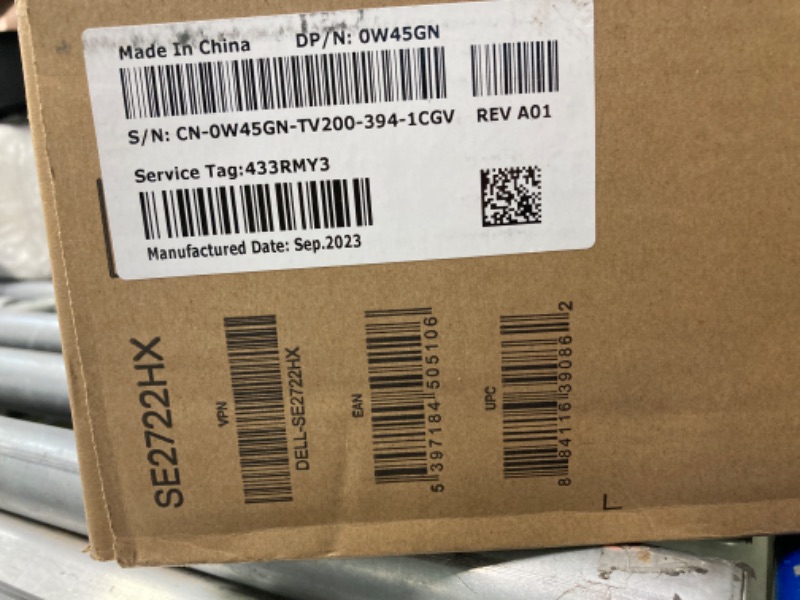 Made In China DP/N: 0W45GN
S/N: CN-0W45GN-TV200-394-1CGV REV A01
Service Tag:433RMY3
Manufactured Date: Sep.2023
SE2722HX
VPN
DELL-SE2722HX
EAN
5 397184 505106
UPC
8 84116 39086 2